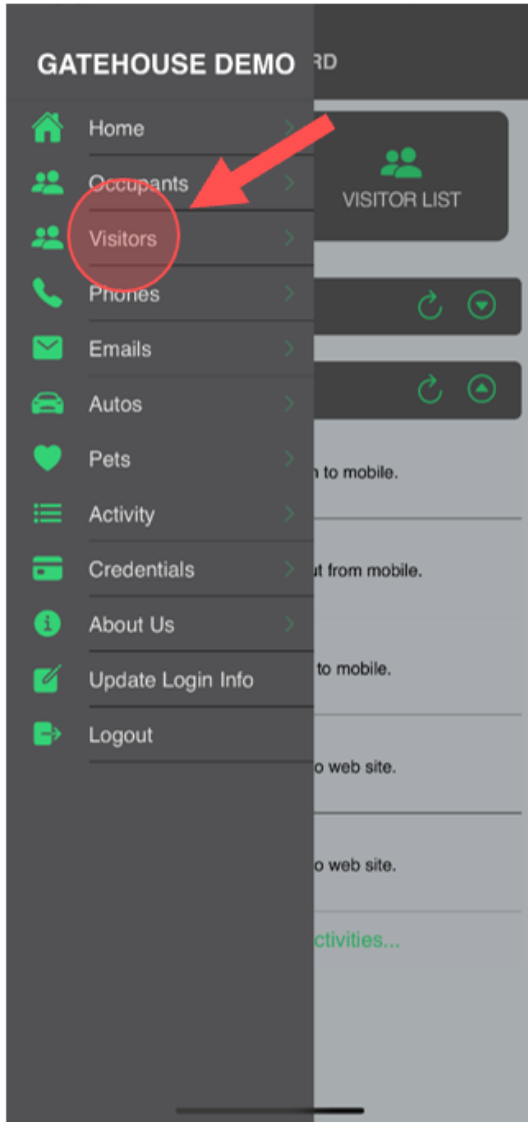 GATEHOUSE DEMO
RD
Home
Occupants
VISITOR LIST
Visitors
Phones
Emails
Autos
Pets
to mobile.
Activity
Credentials
from mobile.
About Us
Update Login Info
to mobile.
Logout
web site.
web site.
ctivities...